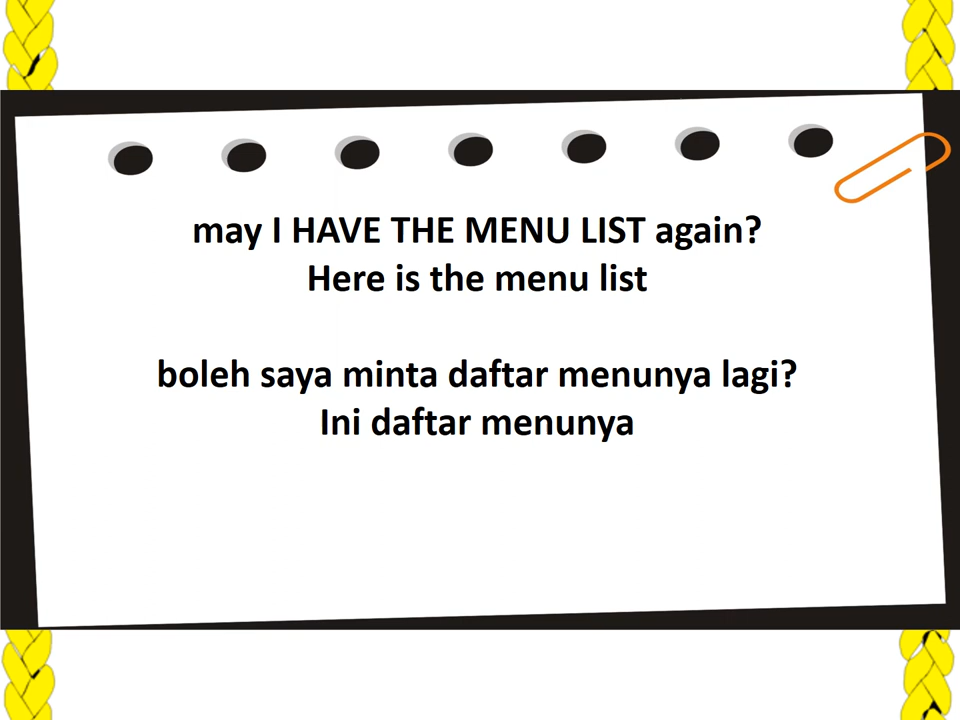 may I HAVE THE MENU LIST again?
Here is the menu list
boleh saya minta daftar menunya lagi?
Ini daftar menunya